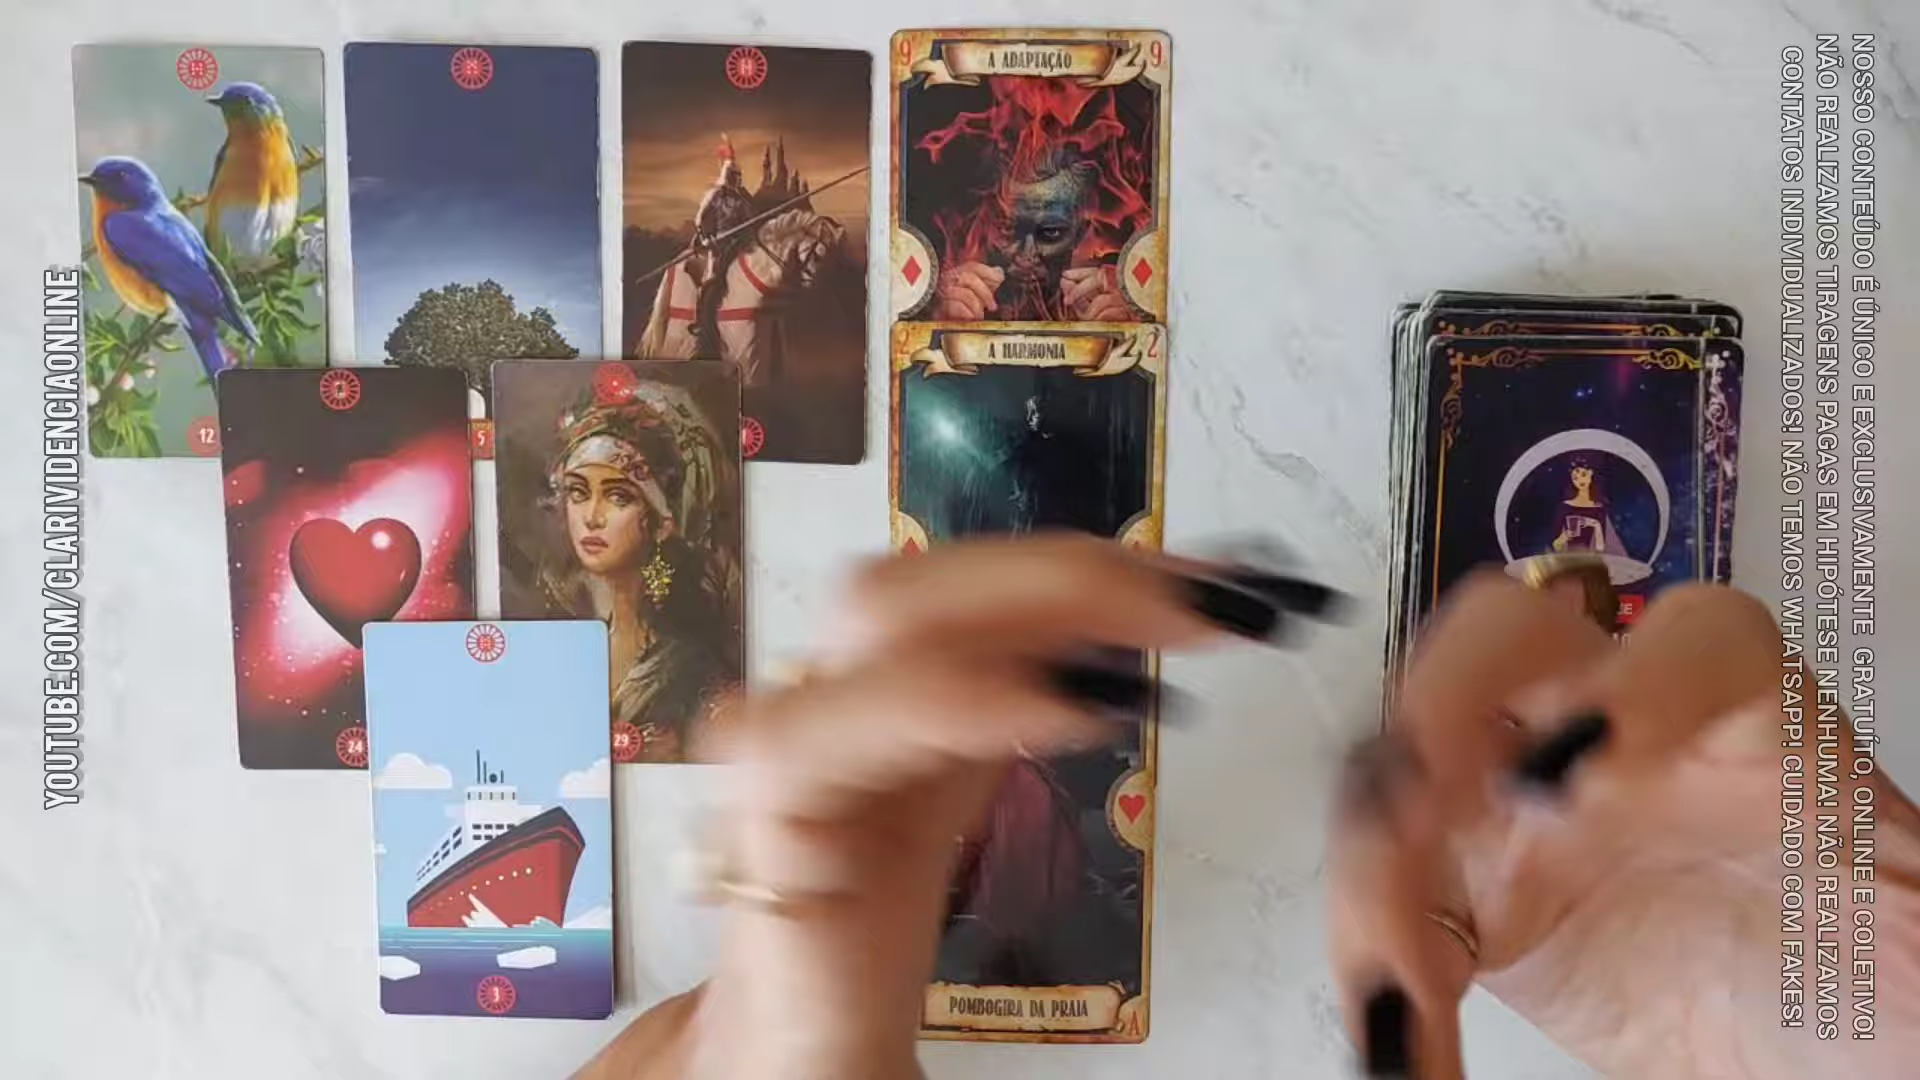 YOUTUBE.COM/CLARIVIDENCIAONLINE
12
5
24
29
3
9 A ADAPTAÇÃO 9
2 A HARMONIA 2
POMBOGIRA DA PRAIA
A
NOSSO CONTEÚDO É ÚNICO E EXCLUSIVAMENTE GRATUÍTO, ONLINE E COLETIVO!
NÃO REALIZAMOS TIRAGENS PAGAS EM HIPÓTESE NENHUMA! NÃO REALIZAMOS
CONTATOS INDIVIDUALIZADOS! NÃO TEMOS WHATSAPP! CUIDADO COM FAKES!